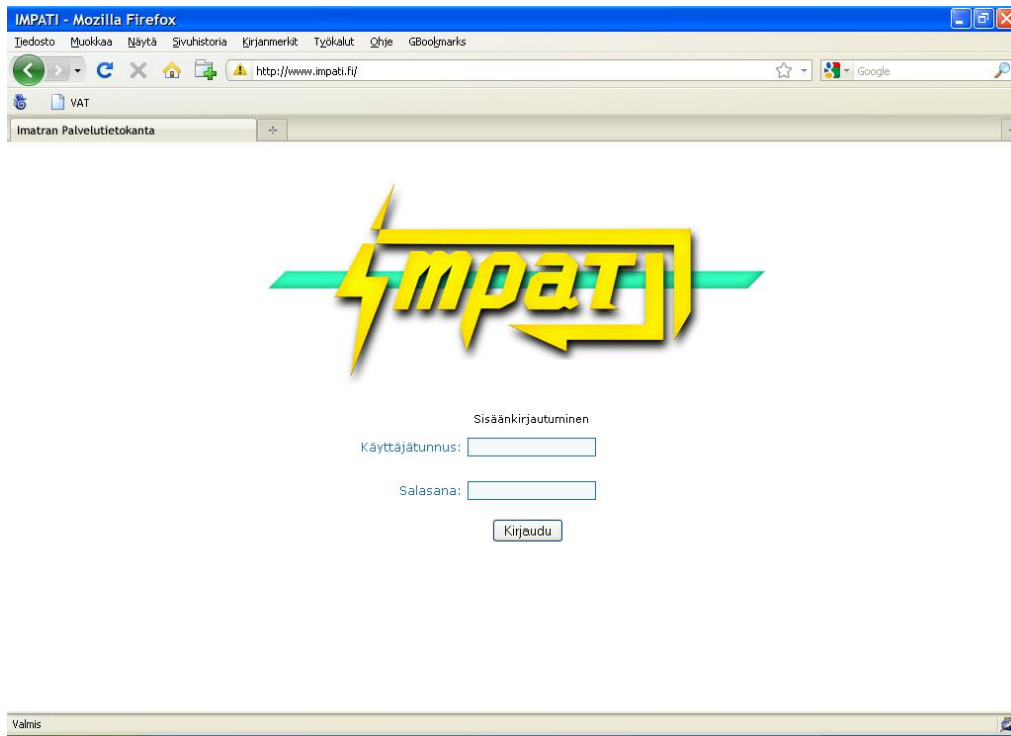 IMPATI - Mozilla Firefox
Tiedosto Muokkaa Näytä Sivuhistoria Kirjanmerkit Työkalut Ohje GBookmarks
http://www.impati.fi/ Google
VAT
Imatran Palvelutietokanta
impaTI
Sisäänkirjautuminen
Käyttäjätunnus:
Salasana:
Kirjaudu
Valmis